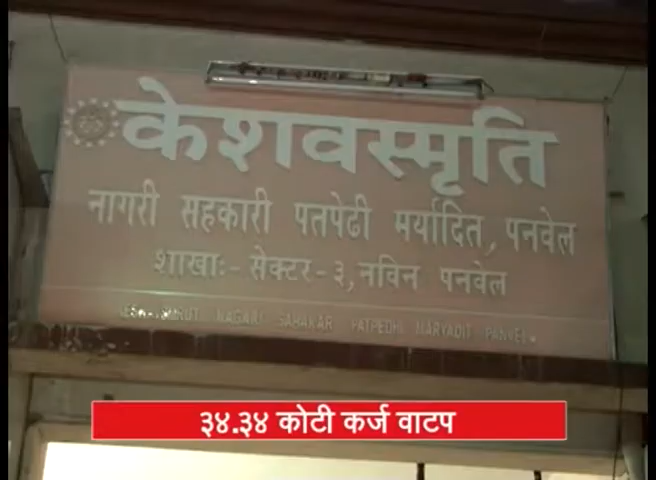 केशवस्मृति
नागरी सहकारी पतपेढी मर्यादित, पनवेल
शाखाः- सेक्टर - ३, नविन पनवेल
NAGARI SAHAKAR PATPEDHI MARYADIT PANVEL
३४.३४ कोटी कर्ज वाटप